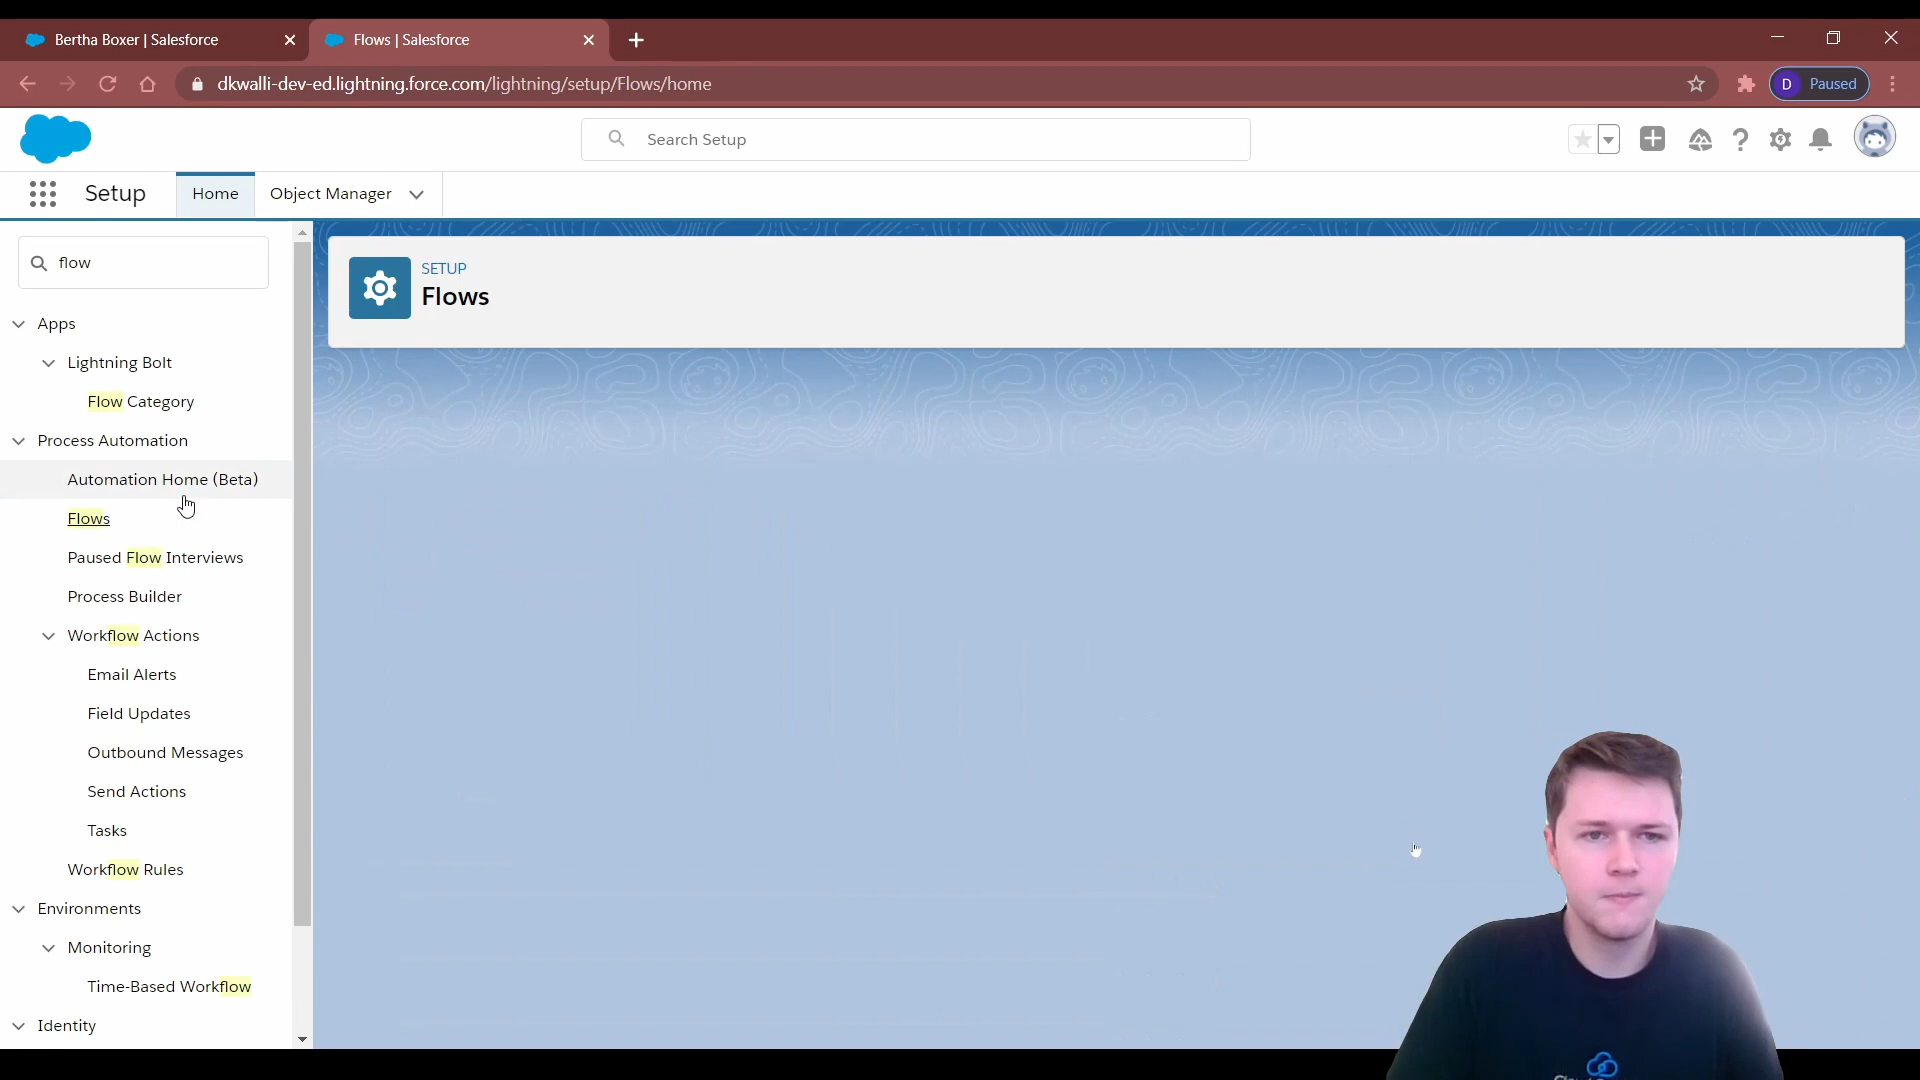 Bertha Boxer | Salesforce
Flows | Salesforce
dkwalli-dev-ed.lightning.force.com/lightning/setup/Flows/home
D
Paused
Search Setup
Setup
Home
Object Manager
flow
SETUP
Flows
Apps
Lightning Bolt
Flow Category
Process Automation
Automation Home (Beta)
Flows
Paused Flow Interviews
Process Builder
Workflow Actions
Email Alerts
Field Updates
Outbound Messages
Send Actions
Tasks
Workflow Rules
Environments
Monitoring
Time-Based Workflow
Identity